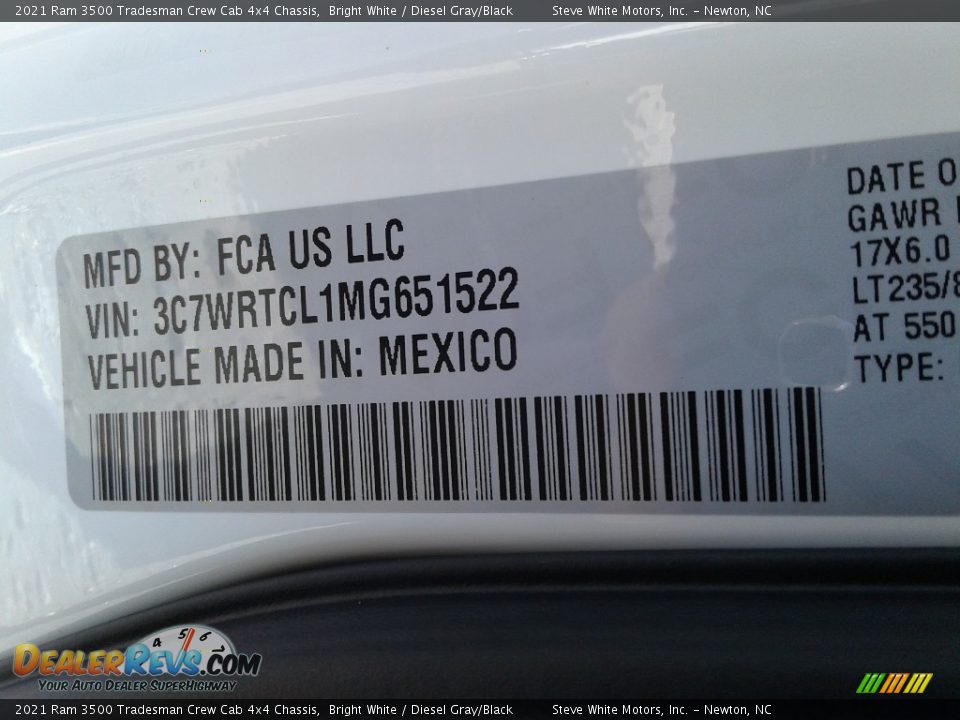 2021 Ram 3500 Tradesman Crew Cab 4x4 Chassis, Bright White / Diesel Gray/Black Steve White Motors, Inc. – Newton, NC
MFD BY: FCA US LLC
VIN: 3C7WRTCL1MG651522
VEHICLE MADE IN: MEXICO
DATE O
GAWR
17X6.0
LT235/8
AT 550
TYPE:
4 5 6
DEALERREVS.COM
YOUR AUTO DEALER SUPERHIGHWAY
2021 Ram 3500 Tradesman Crew Cab 4x4 Chassis, Bright White / Diesel Gray/Black Steve White Motors, Inc. – Newton, NC